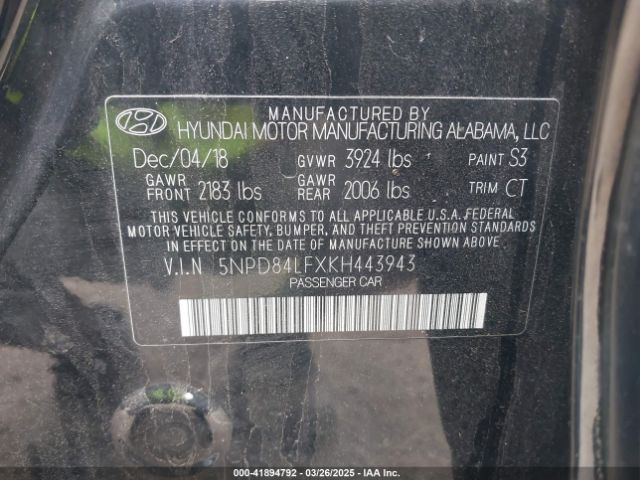 MANUFACTURED BY
HYUNDAI MOTOR MANUFACTURING ALABAMA, LLC
Dec/04/18 GVWR 3924 lbs PAINT S3
GAWR FRONT 2183 lbs GAWR REAR 2006 lbs TRIM CT
THIS VEHICLE CONFORMS TO ALL APPLICABLE U.S.A. FEDERAL
MOTOR VEHICLE SAFETY, BUMPER, AND THEFT PREVENTION STANDARDS
IN EFFECT ON THE DATE OF MANUFACTURE SHOWN ABOVE.
V.I.N 5NPD84LFXKH443943
PASSENGER CAR
000-41894792 — 03/26/2025 — IAA Inc.